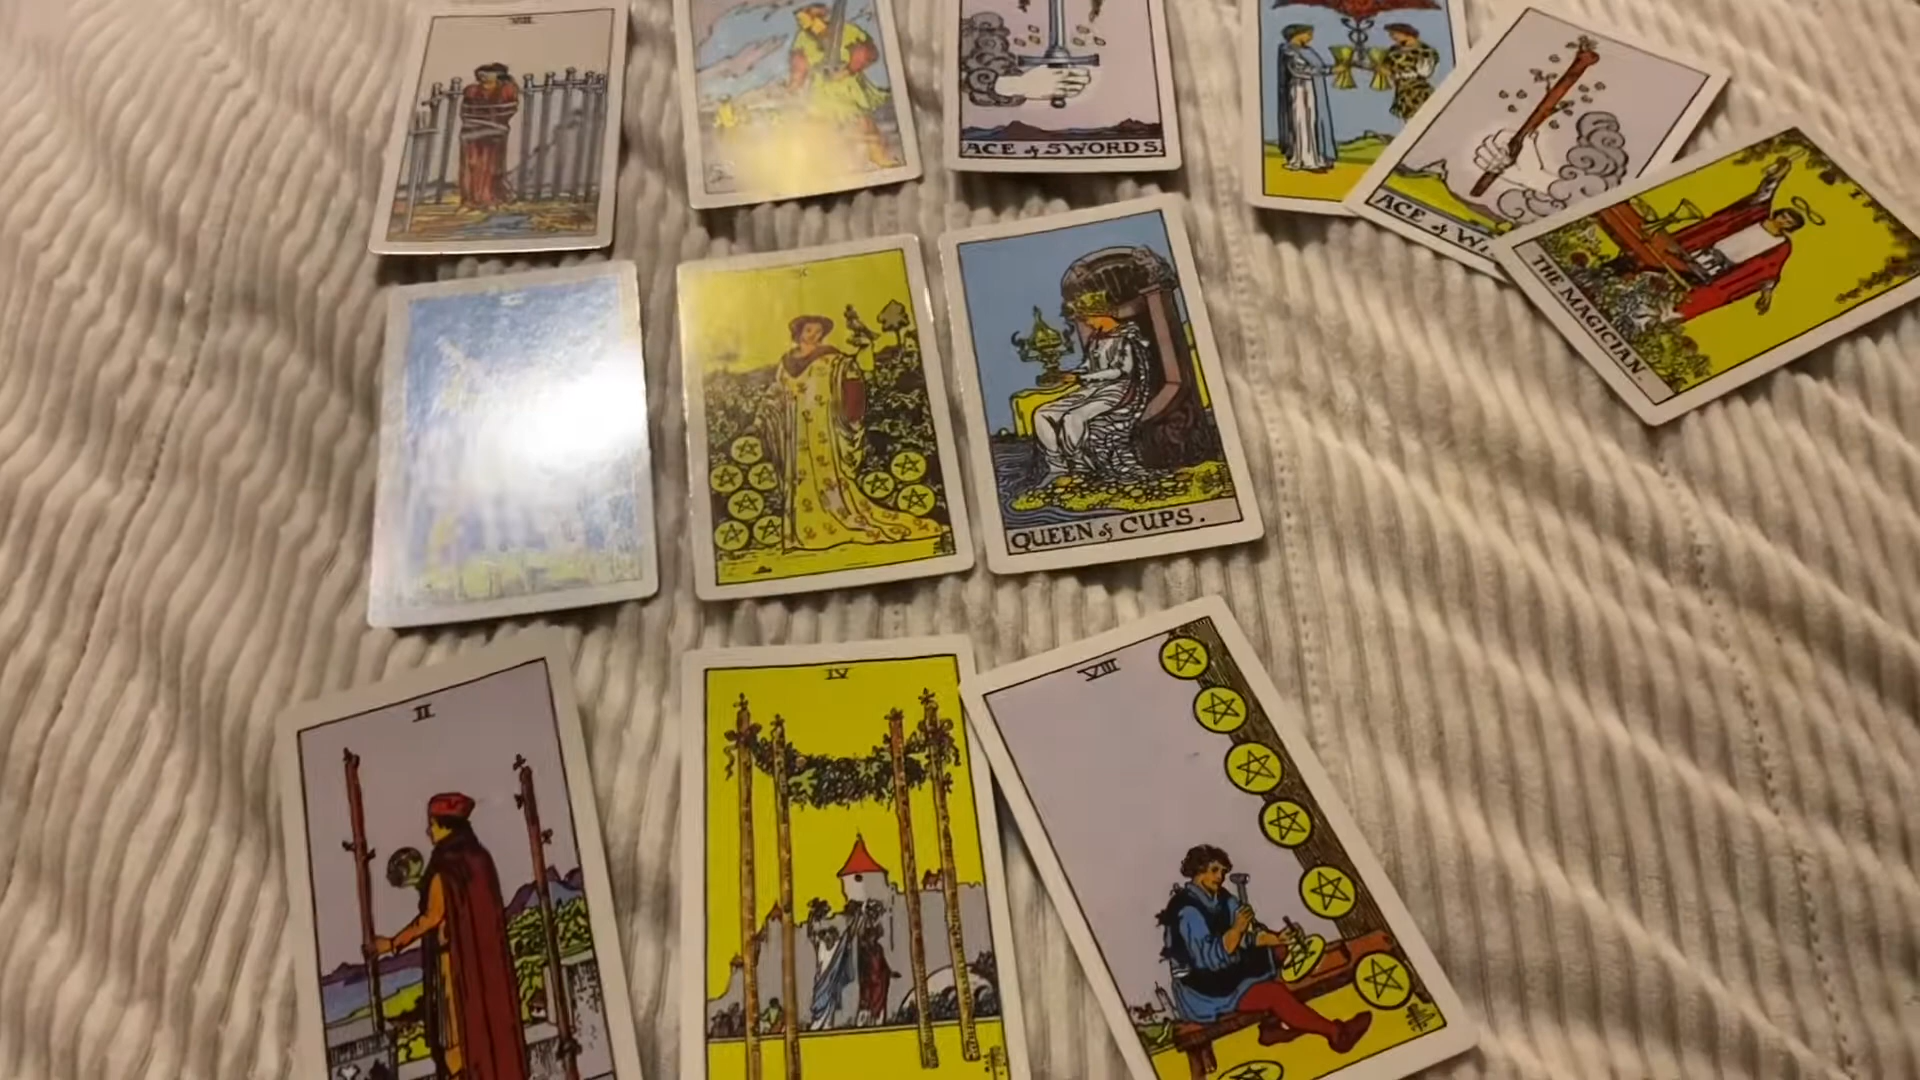 VIII
ACE of SWORDS.
ACE of W
THE MAGICIAN.
QUEEN of CUPS.
II
IV
VIII